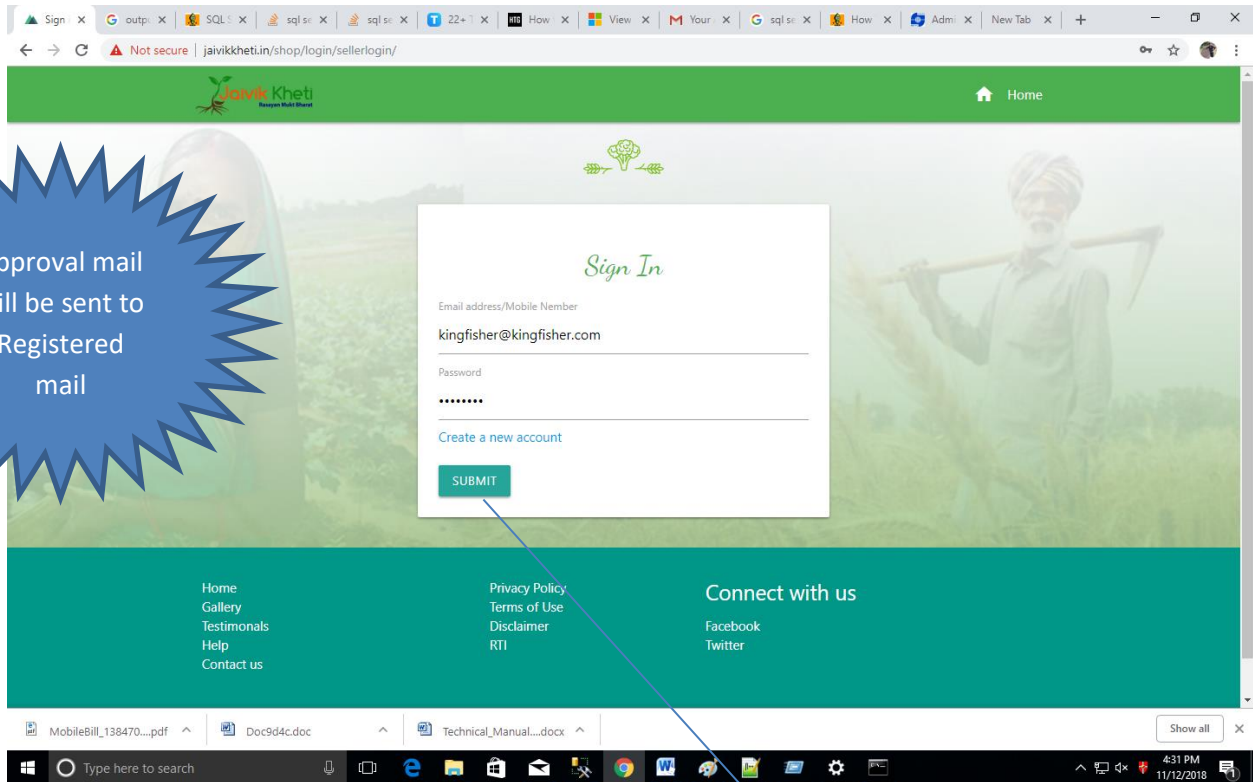 Sign
outpu
SQL S
sql se
sql se
22+ T
How
View
Your
sql se
How
Admi
New Tab
Not secure | jaivikkheti.in/shop/login/sellerlogin/
Jaivik Kheti
Rasayan Mukt Bharat
Home
pproval mail
ill be sent to
Registered
mail
Sign In
Email address/Mobile Nember
kingfisher@kingfisher.com
Password
••••••••
Create a new account
SUBMIT
Home
Gallery
Testimonals
Help
Contact us
Privacy Policy
Terms of Use
Disclaimer
RTI
Connect with us
Facebook
Twitter
MobileBill_138470....pdf
Doc9d4c.doc
Technical_Manual....docx
Show all
Type here to search
4:31 PM
11/12/2018